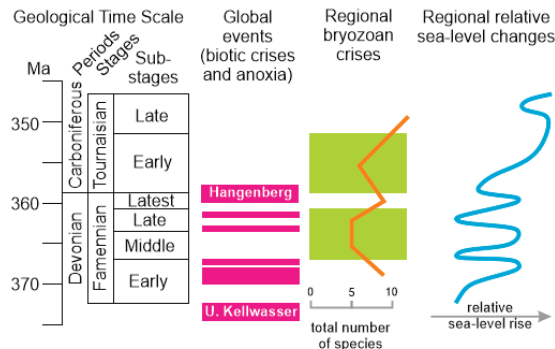 Geological Time Scale
Global
events
(biotic crises
and anoxia)
Regional
bryozoan
crises
Regional relative
sea-level changes
Ma
Periods
Stages
Sub-
stages
350
360
370
Carboniferous
Devonian
Tournaisian
Famennian
Late
Early
Latest
Late
Middle
Early
Hangenberg
U. Kellwasser
0
5
10
total number
of species
relative
sea-level rise